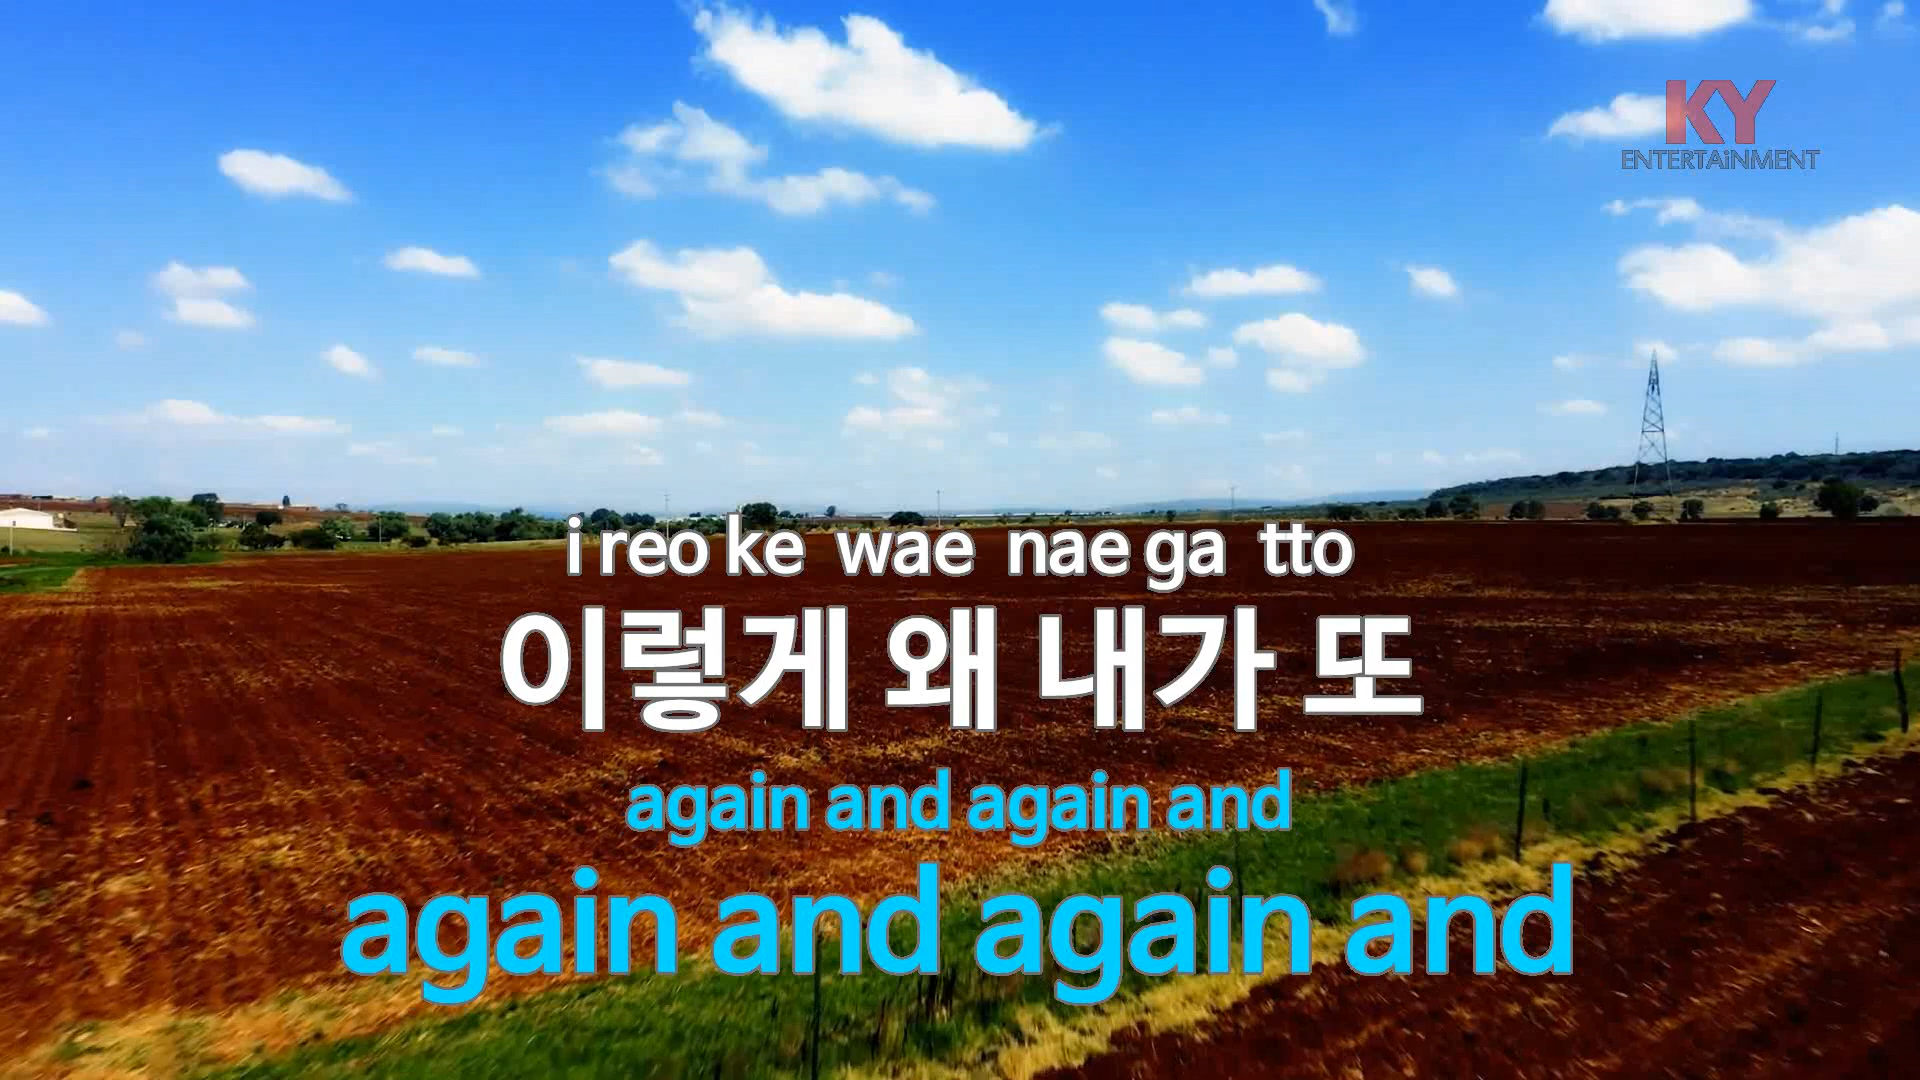 KY
ENTERTAiNMENT
i reo ke wae nae ga tto
이렇게 왜 내가 또
again and again and
again and again and